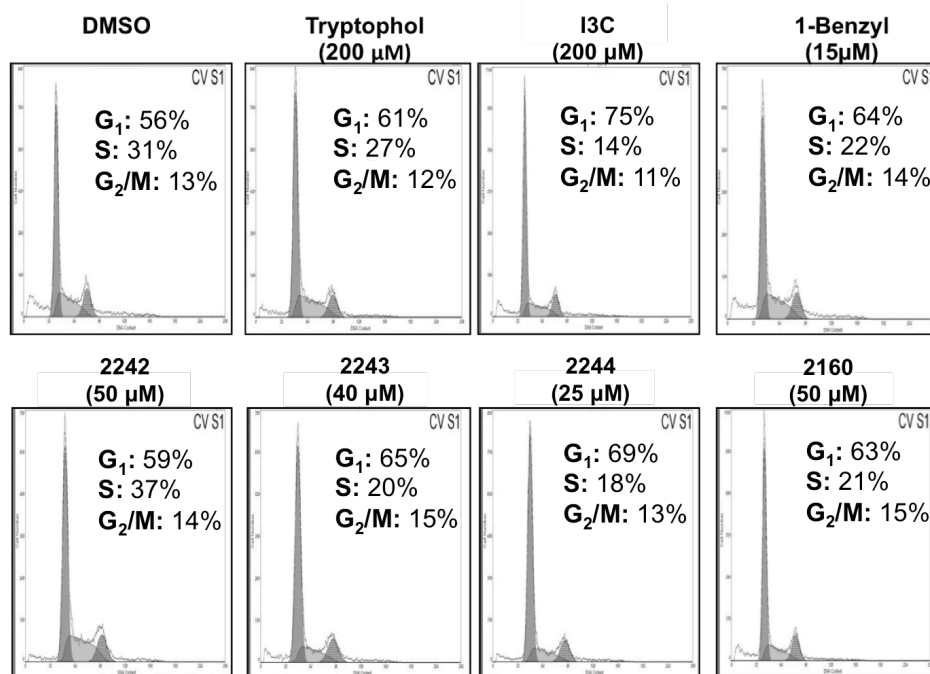 DMSO
Tryptophol
(200 µM)
I3C
(200 µM)
1-Benzyl
(15µM)
CV S1
G₁: 56%
S: 31%
G₂/M: 13%
CV S1
G₁: 61%
S: 27%
G₂/M: 12%
CV S1
G₁: 75%
S: 14%
G₂/M: 11%
CV S1
G₁: 64%
S: 22%
G₂/M: 14%
2242
(50 µM)
2243
(40 µM)
2244
(25 µM)
2160
(50 µM)
CV S1
G₁: 59%
S: 37%
G₂/M: 14%
CV S1
G₁: 65%
S: 20%
G₂/M: 15%
CV S1
G₁: 69%
S: 18%
G₂/M: 13%
CV S1
G₁: 63%
S: 21%
G₂/M: 15%